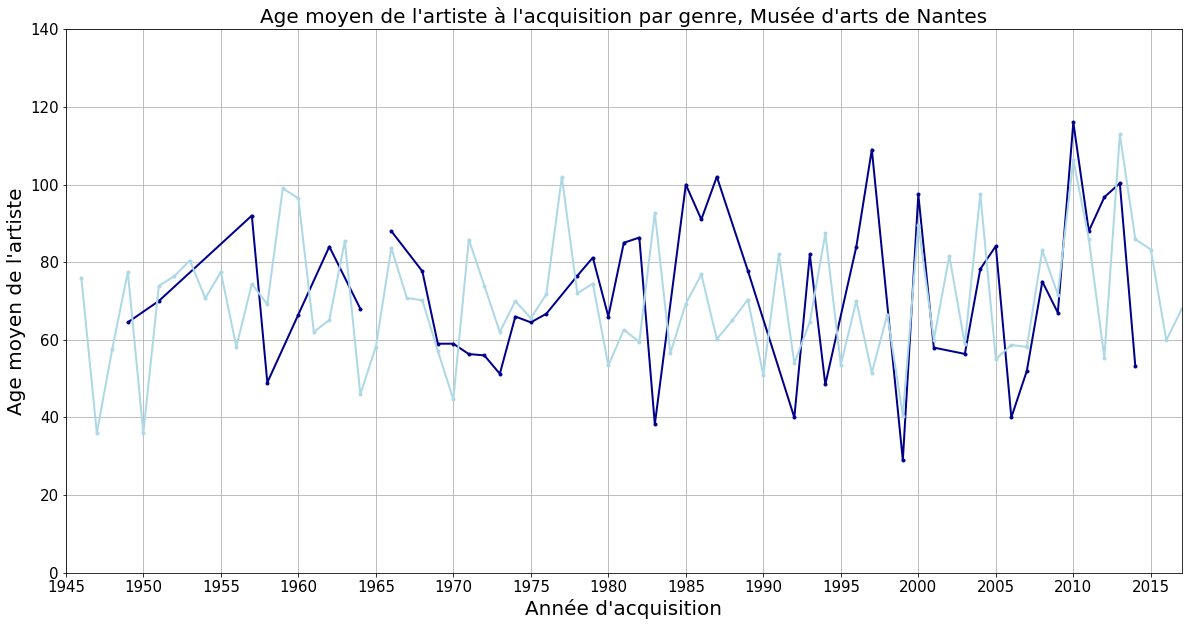 Age moyen de l'artiste à l'acquisition par genre, Musée d'arts de Nantes
140
120
100
80
60
40
20
0
Age moyen de l'artiste
1945 1950 1955 1960 1965 1970 1975 1980 1985 1990 1995 2000 2005 2010 2015
Année d'acquisition